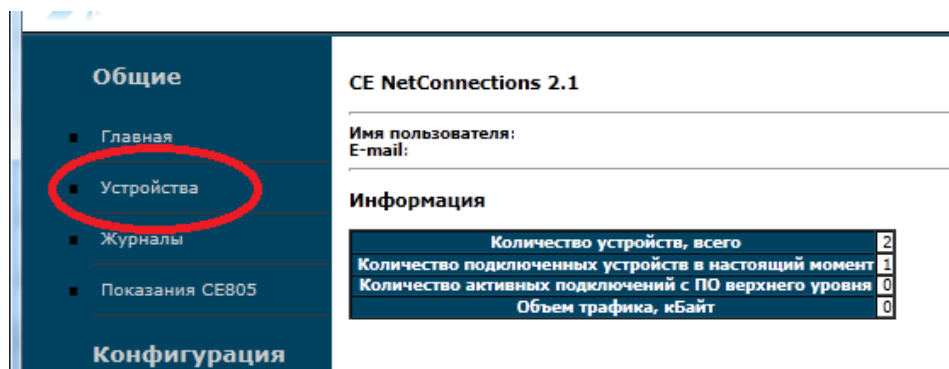 Общие
Главная
Устройства
Журналы
Показания CE805
Конфигурация
CE NetConnections 2.1
Имя пользователя:
E-mail:
Информация
Количество устройств, всего 2
Количество подключенных устройств в настоящий момент 1
Количество активных подключений с ПО верхнего уровня 0
Объем трафика, кБайт 0